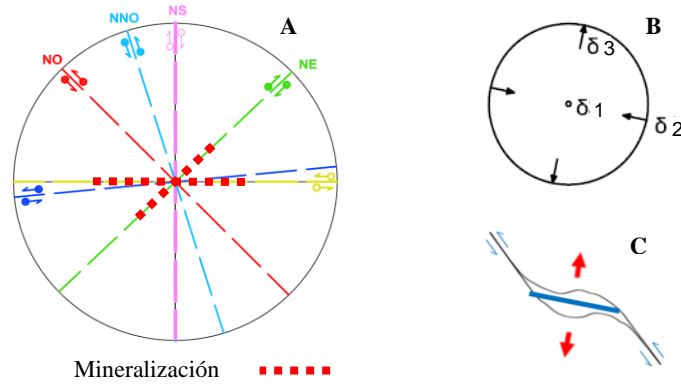 NS
NNO
A
NO
NE
B
δ3
δ1
δ2
C
Mineralización